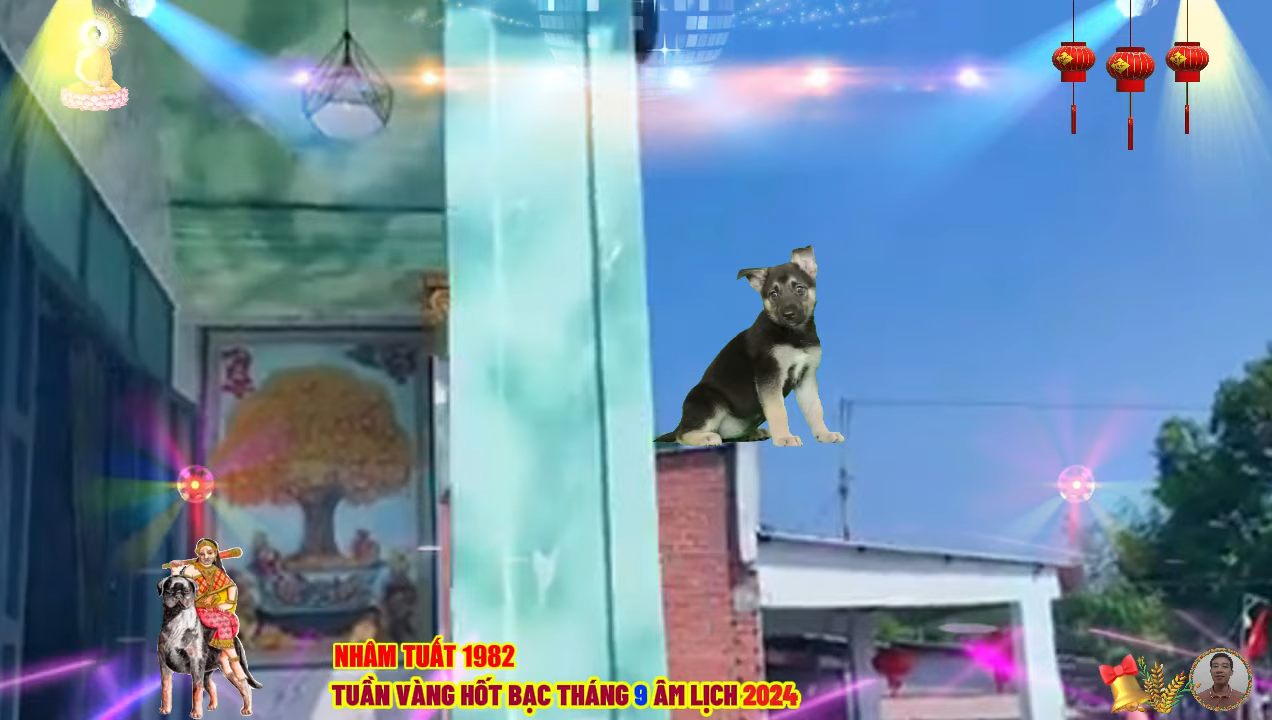 NHÂM TUẤT 1982
TUẦN VÀNG HỐT BẠC THÁNG 9 ÂM LỊCH 2024